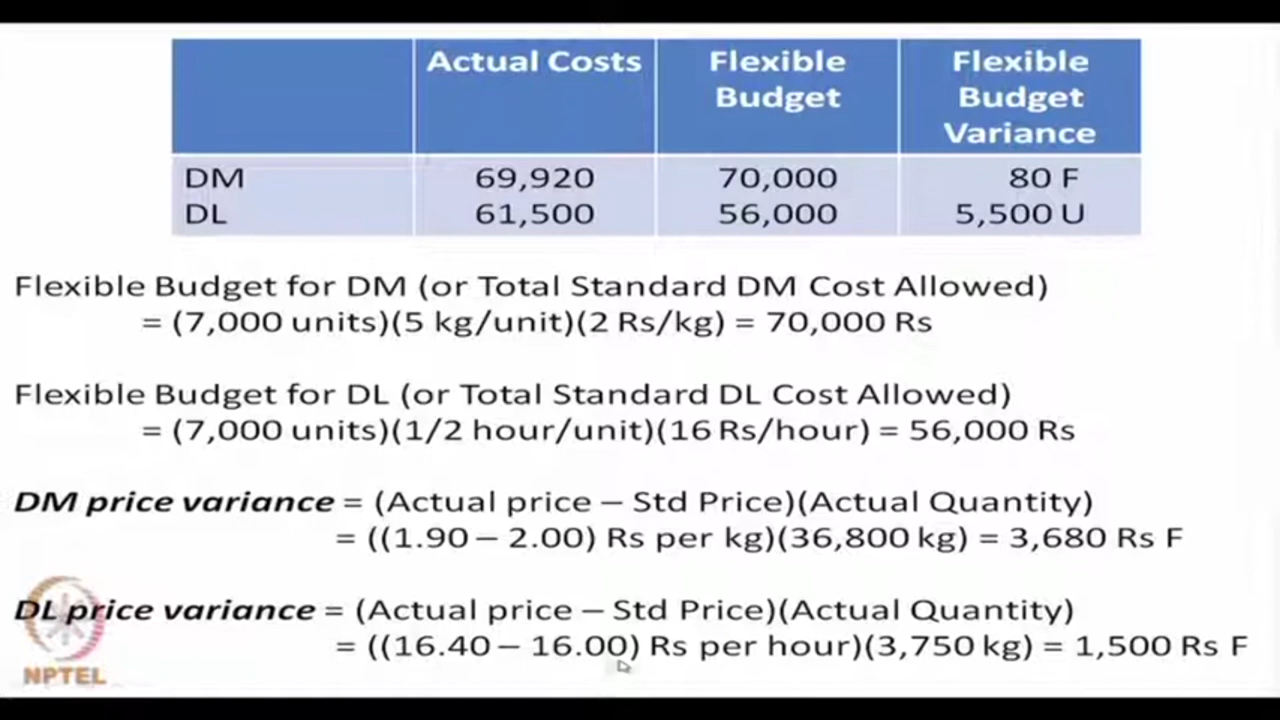 Actual Costs Flexible Budget Flexible Budget Variance
DM 69,920 70,000 80 F
DL 61,500 56,000 5,500 U
Flexible Budget for DM (or Total Standard DM Cost Allowed)
= (7,000 units)(5 kg/unit)(2 Rs/kg) = 70,000 Rs
Flexible Budget for DL (or Total Standard DL Cost Allowed)
= (7,000 units)(1/2 hour/unit)(16 Rs/hour) = 56,000 Rs
DM price variance = (Actual price – Std Price)(Actual Quantity)
= ((1.90 – 2.00) Rs per kg)(36,800 kg) = 3,680 Rs F
DL price variance = (Actual price – Std Price)(Actual Quantity)
= ((16.40 – 16.00) Rs per hour)(3,750 kg) = 1,500 Rs F
NPTEL